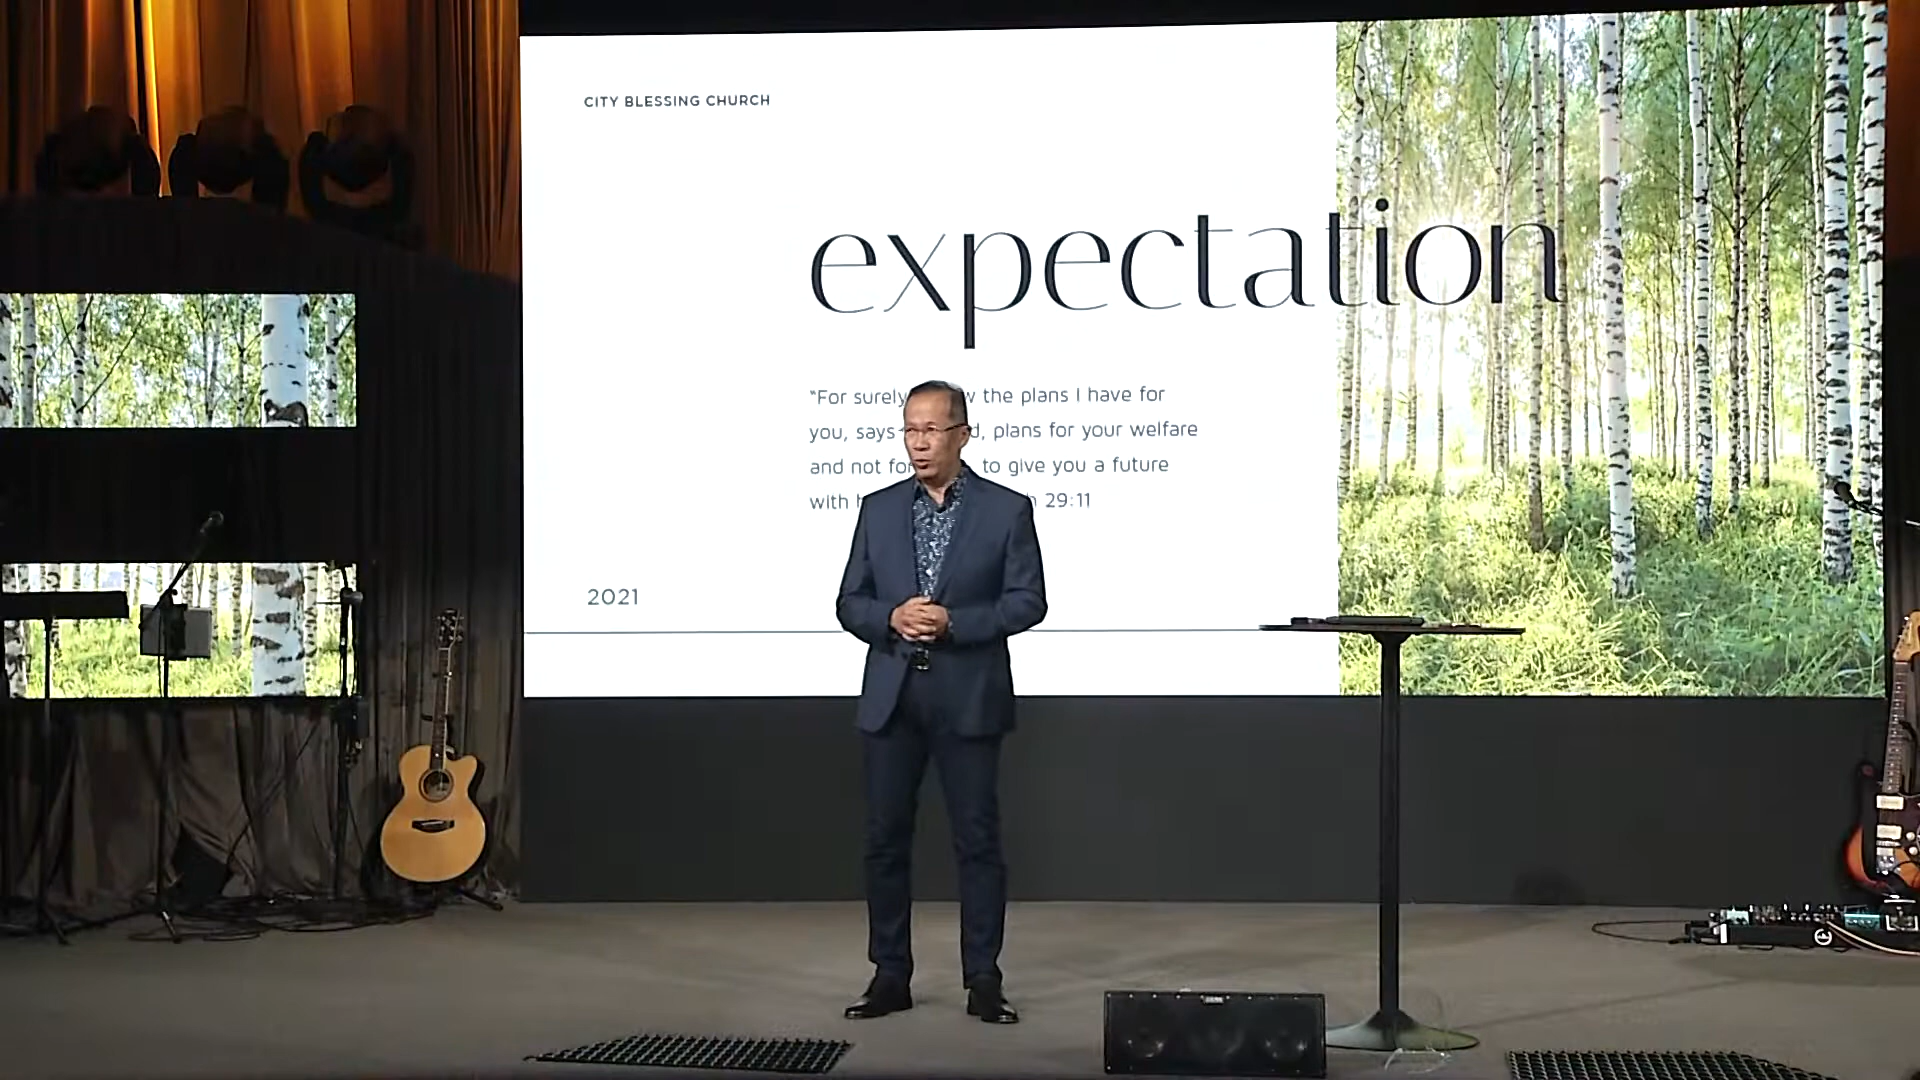 CITY BLESSING CHURCH
expectation
"For surely the plans I have for
you, says plans for your welfare
and not for to give you a future
with 29:11
2021